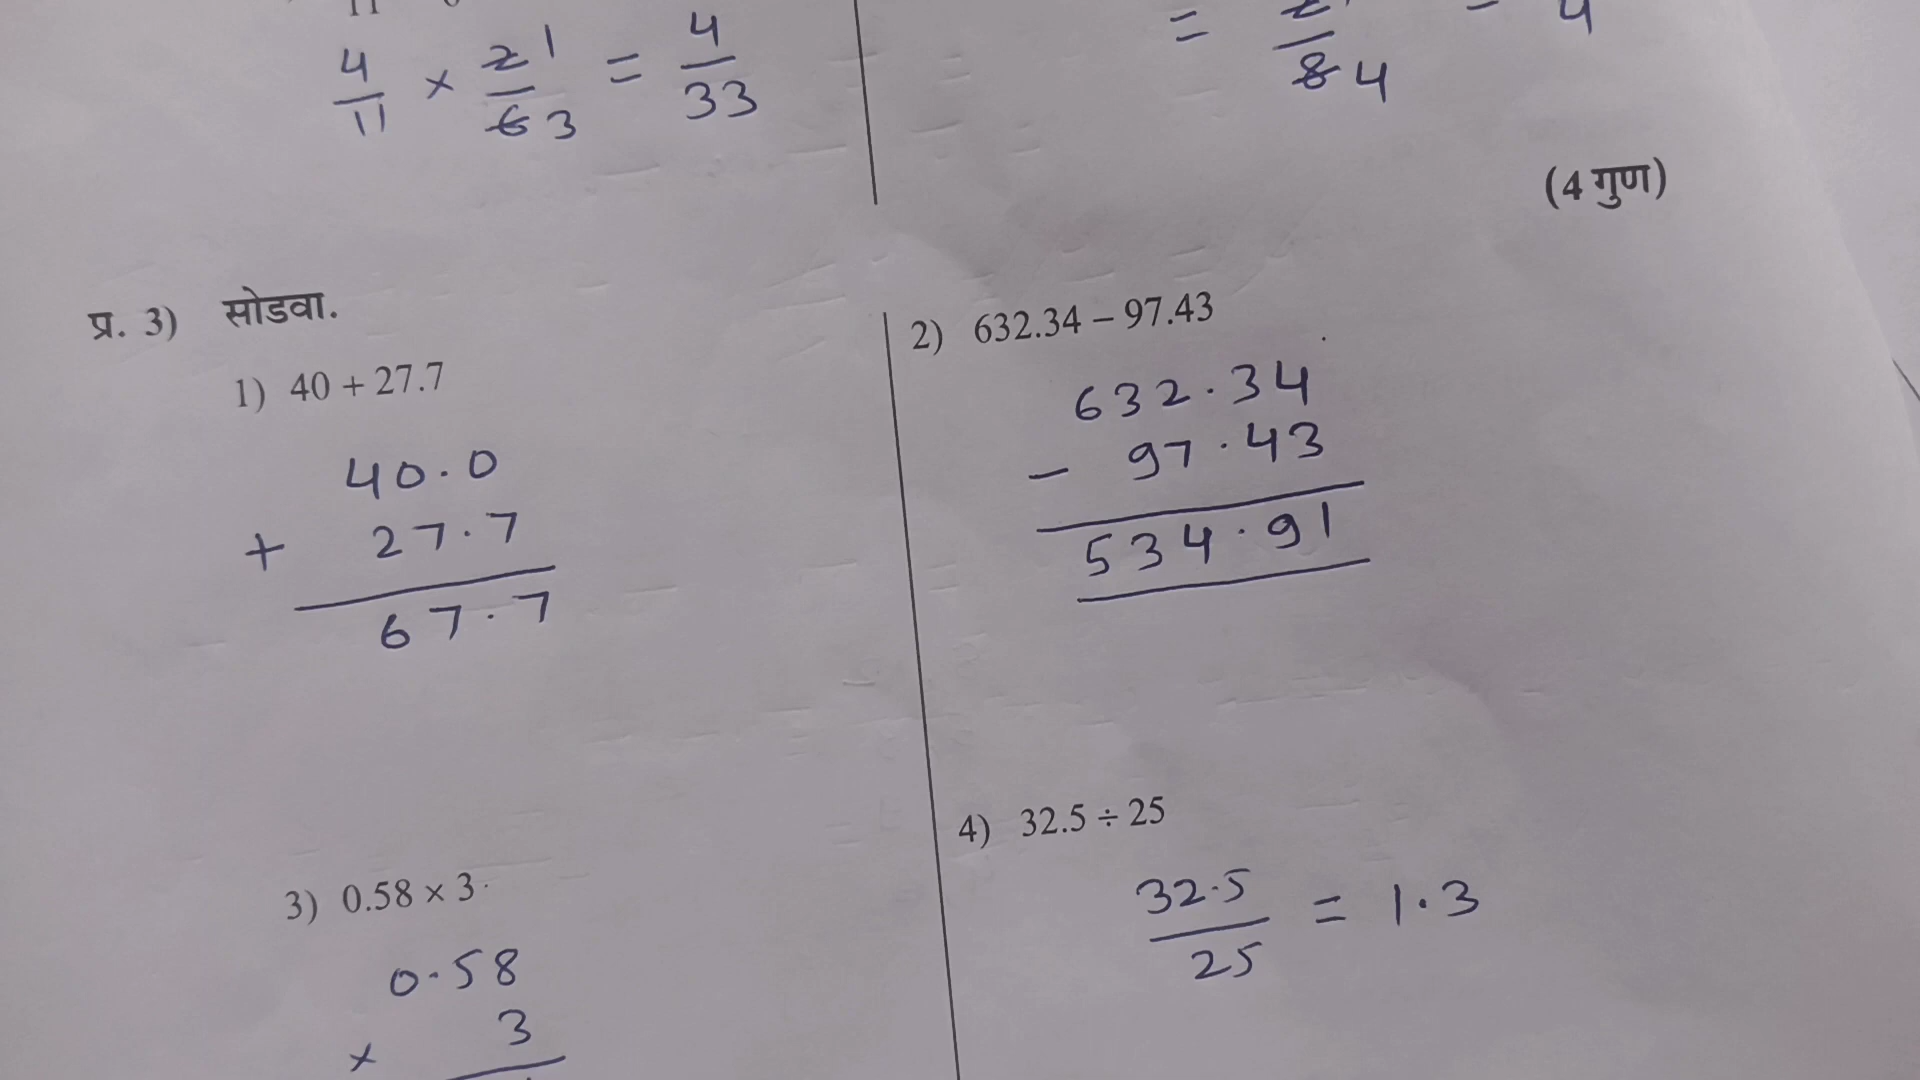 4/11 × 2̶ 1/6̶ 3 = 4/33
= 2̶/8̶ 4 = 4
(4 गुण)
प्र. 3) सोडवा.
1) 40 + 27.7
40.0
+ 27.7
67.7
2) 632.34 – 97.43
632.34
– 97.43
534.91
3) 0.58 × 3
0.58
× 3
4) 32.5 ÷ 25
32.5/25 = 1.3